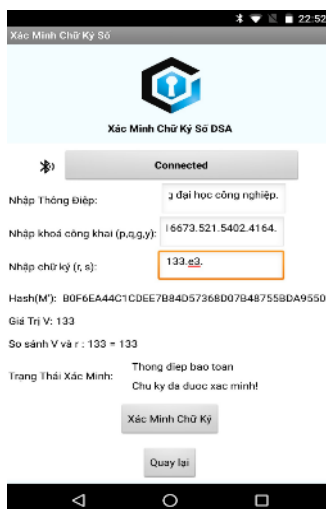 22:52
Xác Minh Chữ Ký Số
Xác Minh Chữ Ký Số DSA
Connected
Nhập Thông Điệp:
g đại học công nghiệp.
Nhập khoá công khai (p,q,g,y):
16673.521.5402.4164.
Nhập chữ ký (r, s):
133.e3.
Hash(M'): B0F6EA44C1CDEE7B84D57368D07B48755BDA9550
Giá Trị V: 133
So sánh V và r : 133 = 133
Trạng Thái Xác Minh:
Thong diep bao toan
Chu ky da duoc xac minh!
Xác Minh Chữ Ký
Quay lại